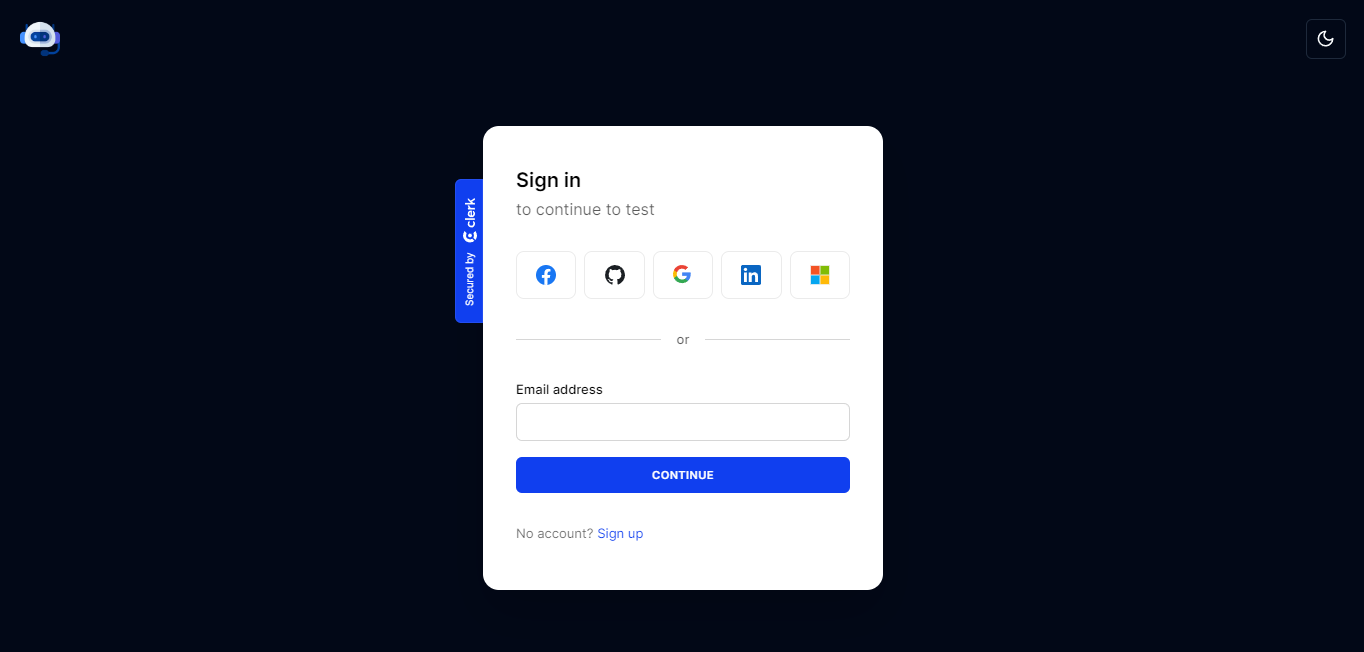 Sign in
to continue to test
Secured by clerk
or
Email address
CONTINUE
No account? Sign up